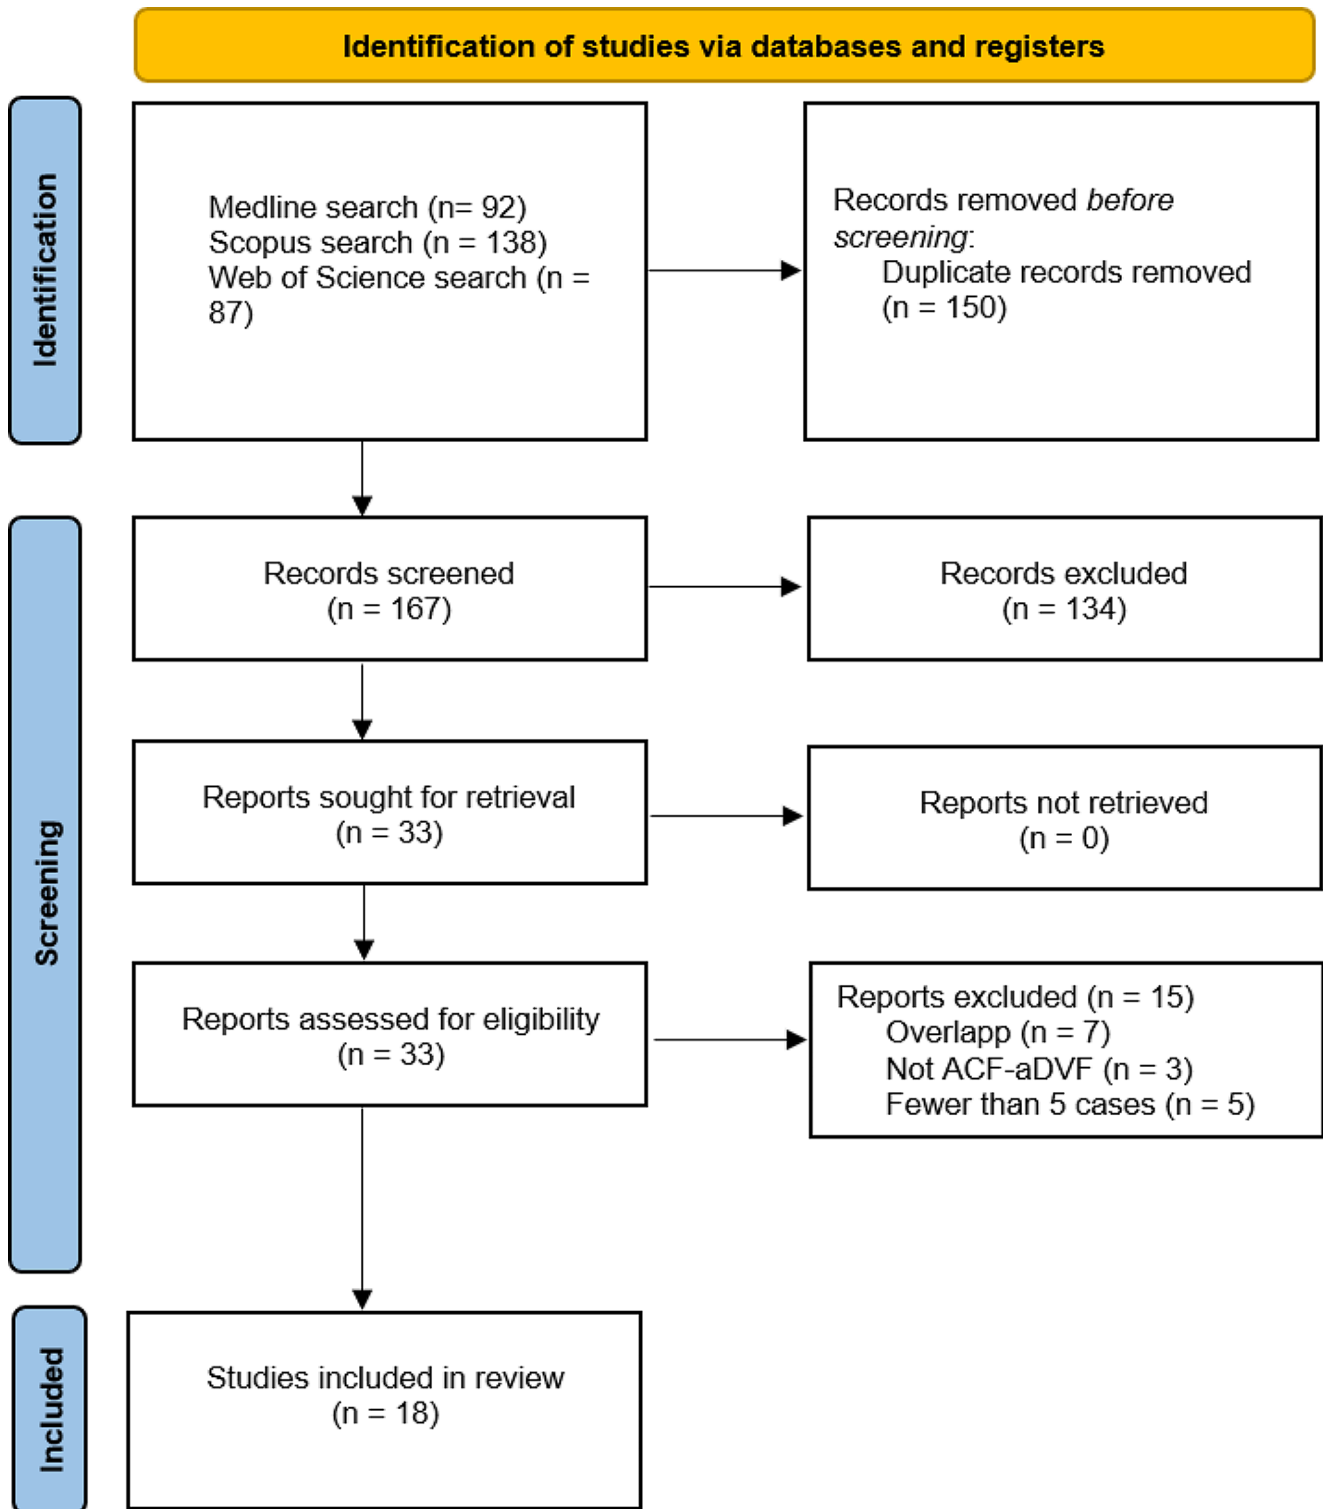 Identification of studies via databases and registers
Identification
Medline search (n= 92)
Scopus search (n = 138)
Web of Science search (n =
87)
Records removed before
screening:
Duplicate records removed
(n = 150)
Screening
Records screened
(n = 167)
Records excluded
(n = 134)
Reports sought for retrieval
(n = 33)
Reports not retrieved
(n = 0)
Reports assessed for eligibility
(n = 33)
Reports excluded (n = 15)
Overlapp (n = 7)
Not ACF-aDVF (n = 3)
Fewer than 5 cases (n = 5)
Included
Studies included in review
(n = 18)